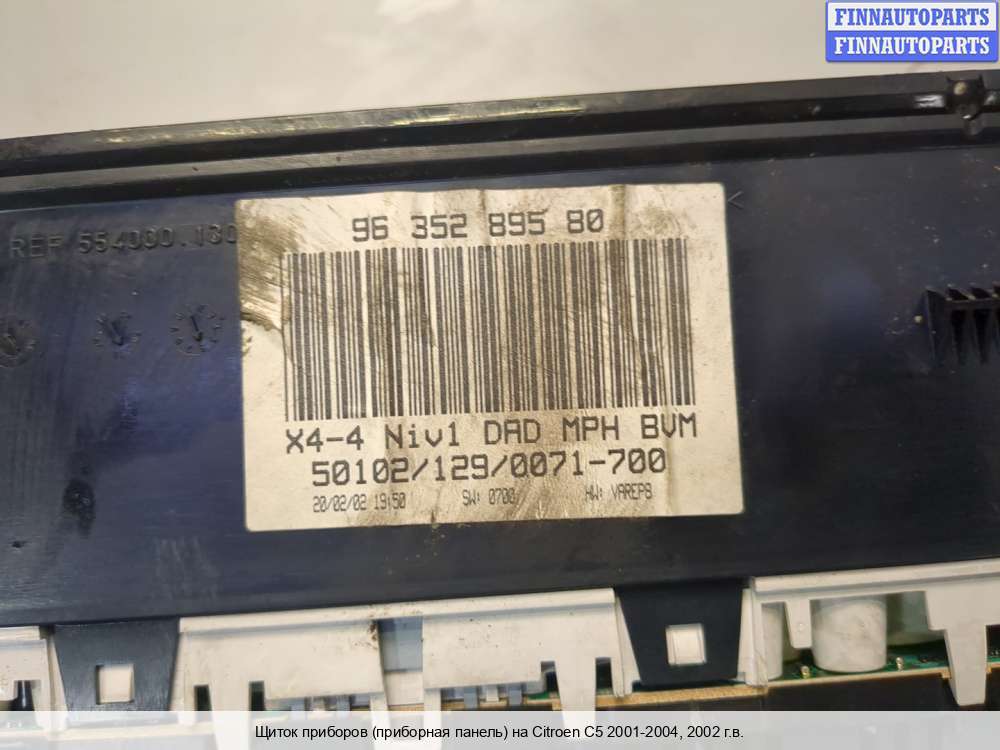 FINNAUTOPARTS
FINNAUTOPARTS
96 352 895 80
REF 554000.130
X4-4 Niv1 DAD MPH BVM
50102/129/0071-700
20/02/02 19:50 SW: 0700 HW: VAREP8
Щиток приборов (приборная панель) на Citroen C5 2001-2004, 2002 г.в.